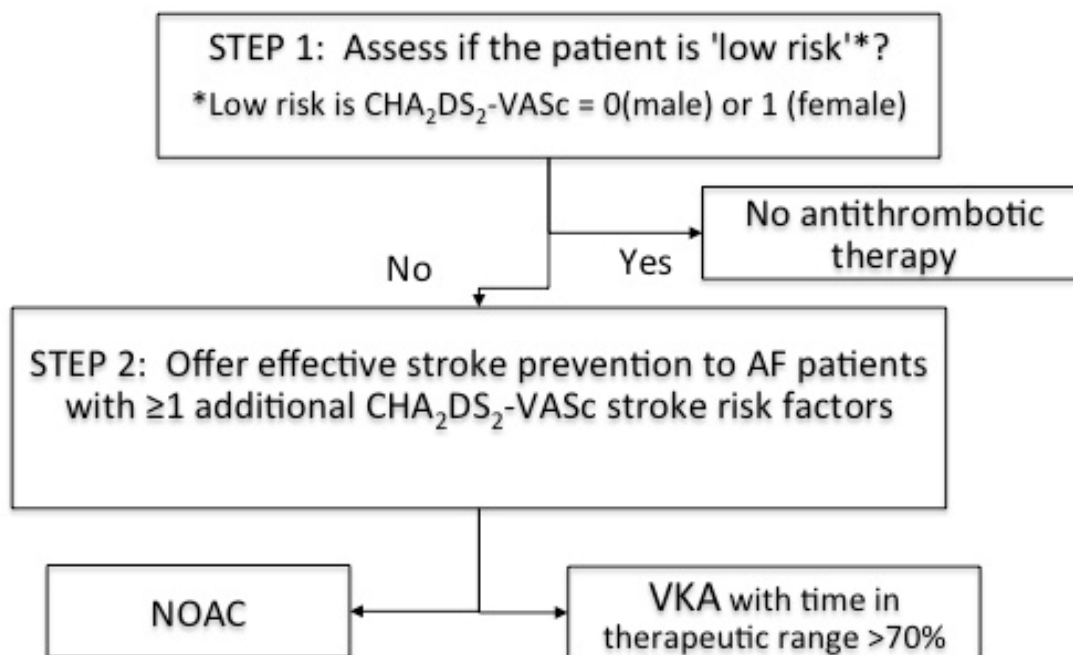 STEP 1:  Assess if the patient is 'low risk'*?
*Low risk is CHA₂DS₂-VASc = 0(male) or 1 (female)
No antithrombotic
therapy
No
Yes
STEP 2:  Offer effective stroke prevention to AF patients
with ≥1 additional CHA₂DS₂-VASc stroke risk factors
NOAC
VKA with time in
therapeutic range >70%